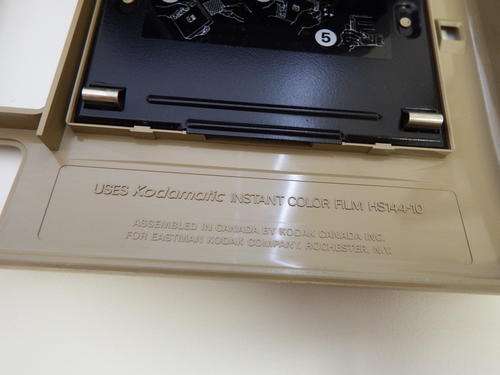 5
USES Kodamatic INSTANT COLOR FILM HS144-10
ASSEMBLED IN CANADA BY KODAK CANADA INC.
FOR EASTMAN KODAK COMPANY, ROCHESTER, N.Y.